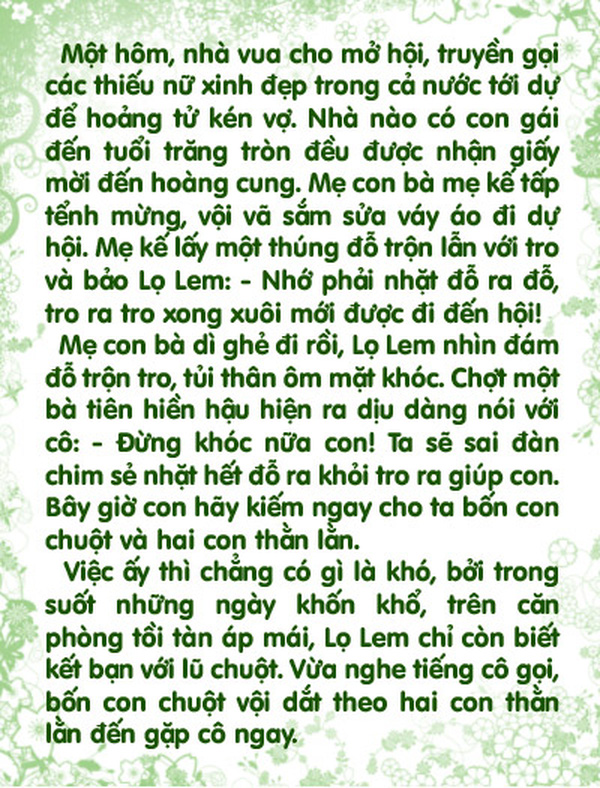 Một hôm, nhà vua cho mở hội, truyền gọi
các thiếu nữ xinh đẹp trong cả nước tới dự
để hoảng tử kén vợ. Nhà nào có con gái
đến tuổi trăng tròn đều được nhận giấy
mời đến hoàng cung. Mẹ con bà mẹ kế tấp
tểnh mừng, vội vã sắm sửa váy áo đi dự
hội. Mẹ kế lấy một thúng đỗ trộn lẫn với tro
và bảo Lọ Lem: - Nhớ phải nhặt đỗ ra đỗ,
tro ra tro xong xuôi mới được đi đến hội!
Mẹ con bà dì ghẻ đi rồi, Lọ Lem nhìn đám
đỗ trộn tro, tủi thân ôm mặt khóc. Chợt một
bà tiên hiền hậu hiện ra dịu dàng nói với
cô: - Đừng khóc nữa con! Ta sẽ sai đàn
chim sẻ nhặt hết đỗ ra khỏi tro ra giúp con.
Bây giờ con hãy kiếm ngay cho ta bốn con
chuột và hai con thằn lằn.
Việc ấy thì chẳng có gì là khó, bởi trong
suốt những ngày khốn khổ, trên căn
phòng tồi tàn áp mái, Lọ Lem chỉ còn biết
kết bạn với lũ chuột. Vừa nghe tiếng cô gọi,
bốn con chuột vội dắt theo hai con thằn
lằn đến gặp cô ngay.